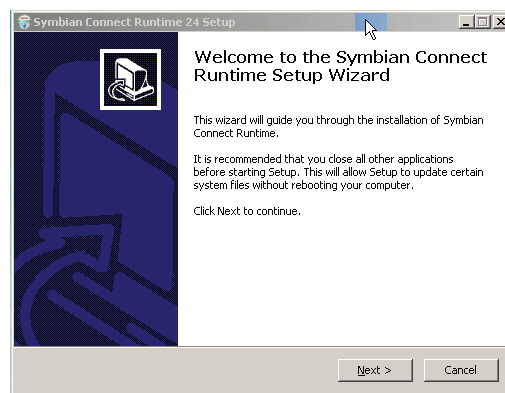 Symbian Connect Runtime 24 Setup
Welcome to the Symbian Connect
Runtime Setup Wizard
This wizard will guide you through the installation of Symbian
Connect Runtime.
It is recommended that you close all other applications
before starting Setup. This will allow Setup to update certain
system files without rebooting your computer.
Click Next to continue.
Next >
Cancel